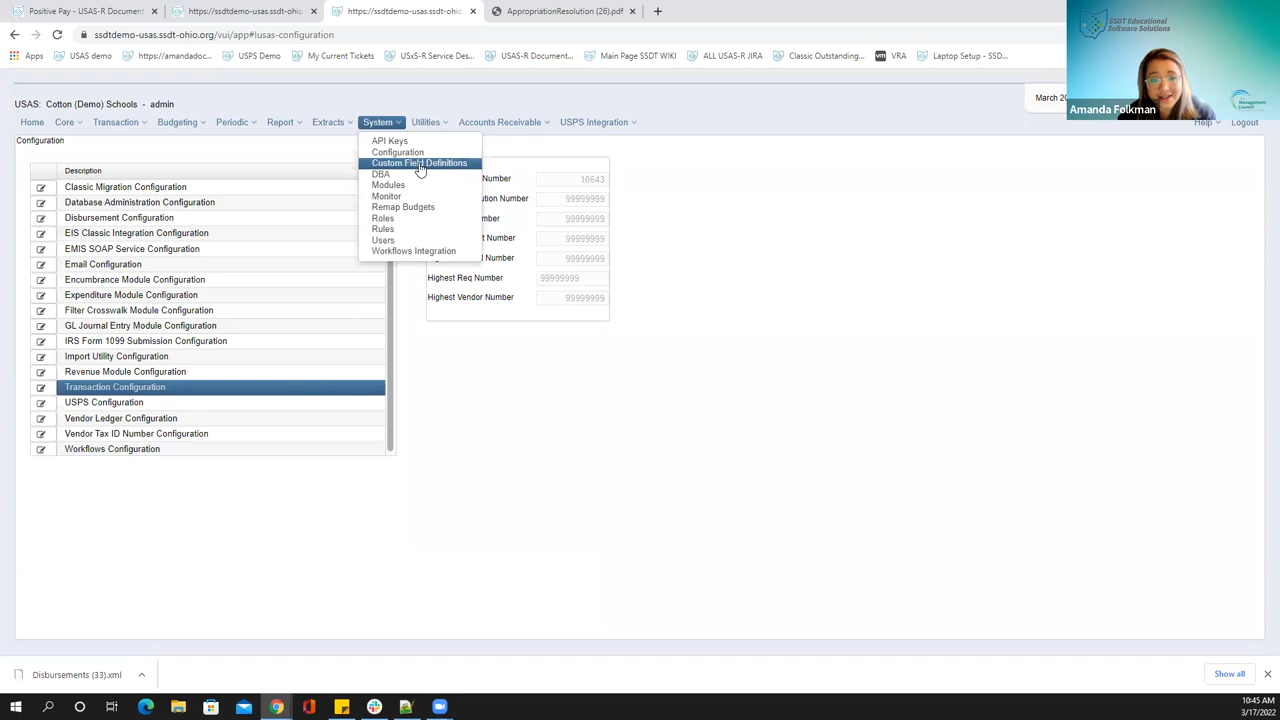 Positive Pay - USAS-R Document
https://ssdtdemo-usas.ssdt-ohio
https://ssdtdemo-usas.ssdt-ohio.
AppropriationResolution (26).pdf
ssdtdemo-usas.ssdt-ohio.org/vui/app#!usas-configuration
Apps
USAS demo
https://amandadoc...
USPS Demo
My Current Tickets
USxS-R Service Des...
USAS-R Document...
Main Page SSDT WIKI
ALL USAS-R JIRA
Classic Outstanding...
VRA
Laptop Setup - SSD...
SSDT Educational
Software Solutions
Management
Council
Amanda Folkman
USAS: Cotton (Demo) Schools - admin
March 20
Home
Core
Transaction
Budgeting
Periodic
Report
Extracts
System
Utilities
Accounts Receivable
USPS Integration
Help
Logout
Configuration
API Keys
Configuration
Custom Field Definitions
DBA
Modules
Monitor
Remap Budgets
Roles
Rules
Users
Workflows Integration
Description
Classic Migration Configuration
Database Administration Configuration
Disbursement Configuration
EIS Classic Integration Configuration
EMIS SOAP Service Configuration
Email Configuration
Encumbrance Module Configuration
Expenditure Module Configuration
Filter Crosswalk Module Configuration
GL Journal Entry Module Configuration
IRS Form 1099 Submission Configuration
Import Utility Configuration
Revenue Module Configuration
Transaction Configuration
USPS Configuration
Vendor Ledger Configuration
Vendor Tax ID Number Configuration
Workflows Configuration
Number 10643
ution Number 99999999
mber 99999999
t Number 99999999
d Number 99999999
Highest Req Number 99999999
Highest Vendor Number 99999999
Disbursements (33).xml
Show all
10:45 AM
3/17/2022